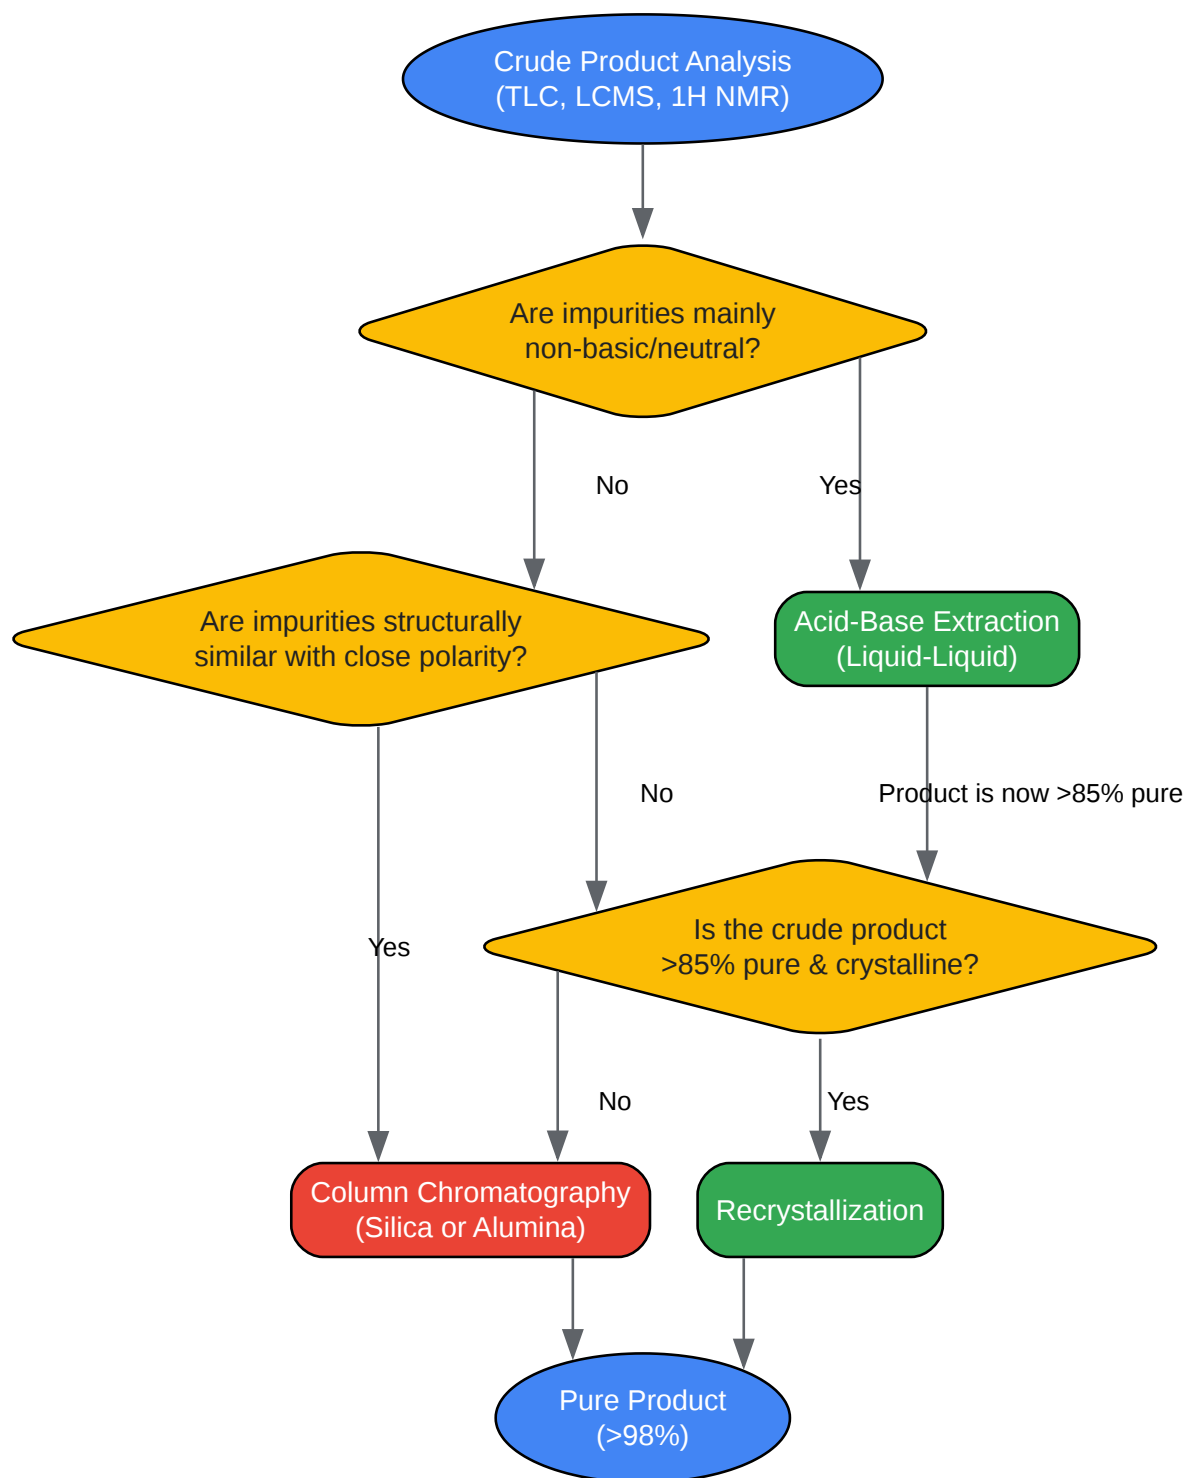 Crude Product Analysis
(TLC, LCMS, 1H NMR)
Are impurities mainly
non-basic/neutral?
No
Yes
Are impurities structurally
similar with close polarity?
Acid-Base Extraction
(Liquid-Liquid)
No
Product is now >85% pure
Is the crude product
>85% pure & crystalline?
Yes
No
Yes
Column Chromatography
(Silica or Alumina)
Recrystallization
Pure Product
(>98%)